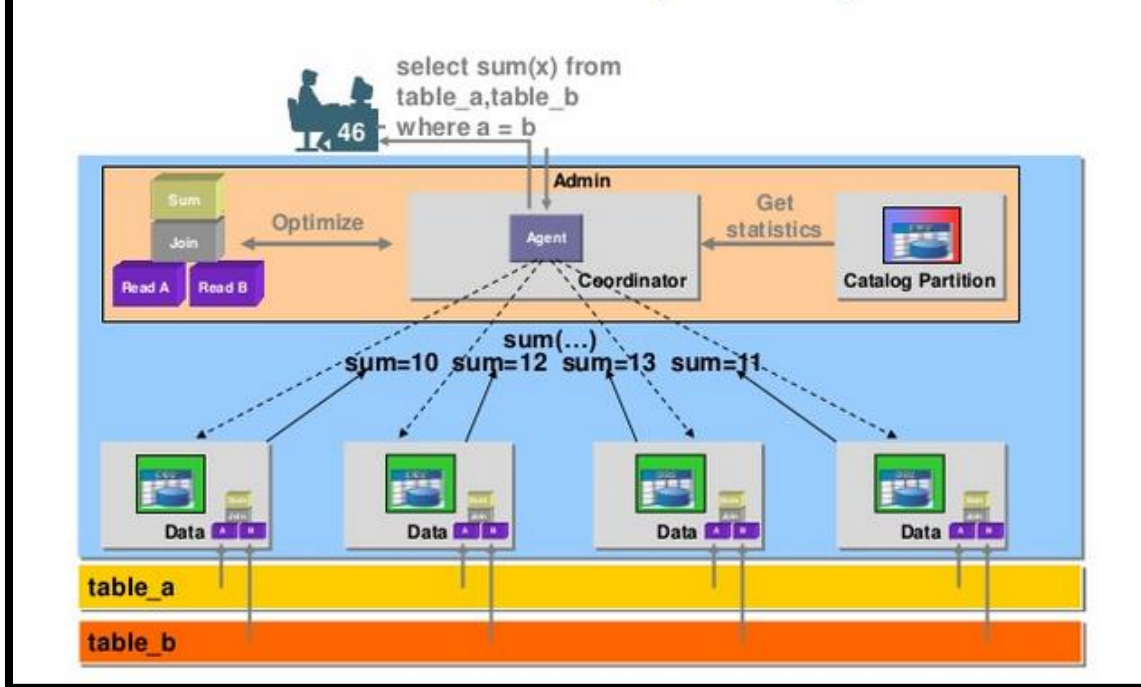 select sum(x) from
table_a,table_b
where a = b
46
Admin
Sum
Join
Read A
Read B
Optimize
Agent
Coordinator
Get
statistics
Catalog Partition
sum(...)
sum=10 sum=12 sum=13 sum=11
Data
A
B
Data
A
B
Data
A
B
Data
A
B
table_a
table_b